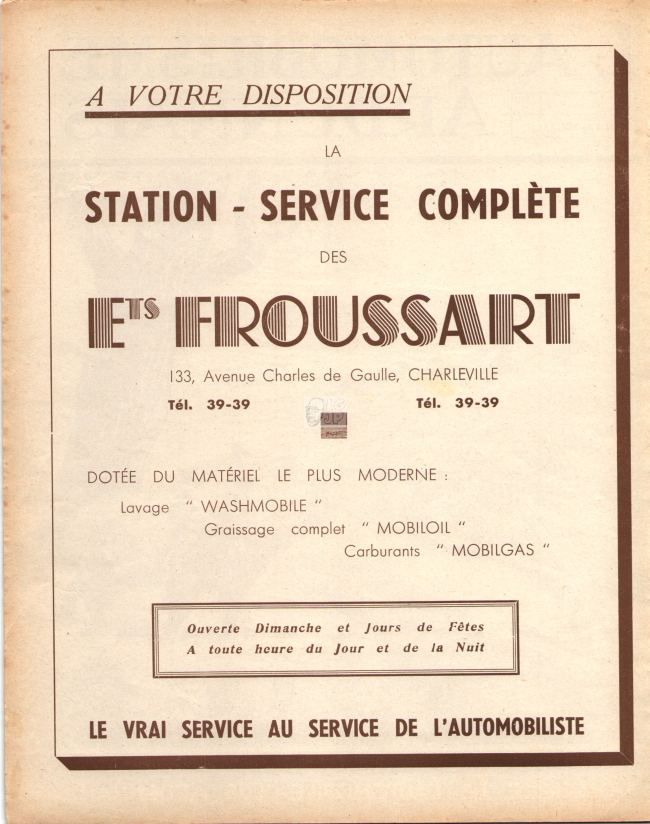 A VOTRE DISPOSITION
LA
STATION - SERVICE COMPLÈTE
DES
ETS FROUSSART
133, Avenue Charles de Gaulle, CHARLEVILLE
Tél. 39-39 Tél. 39-39
DOTÉE DU MATÉRIEL LE PLUS MODERNE :
Lavage " WASHMOBILE "
Graissage complet " MOBILOIL "
Carburants " MOBILGAS "
Ouverte Dimanche et Jours de Fêtes
A toute heure du Jour et de la Nuit
LE VRAI SERVICE AU SERVICE DE L'AUTOMOBILISTE